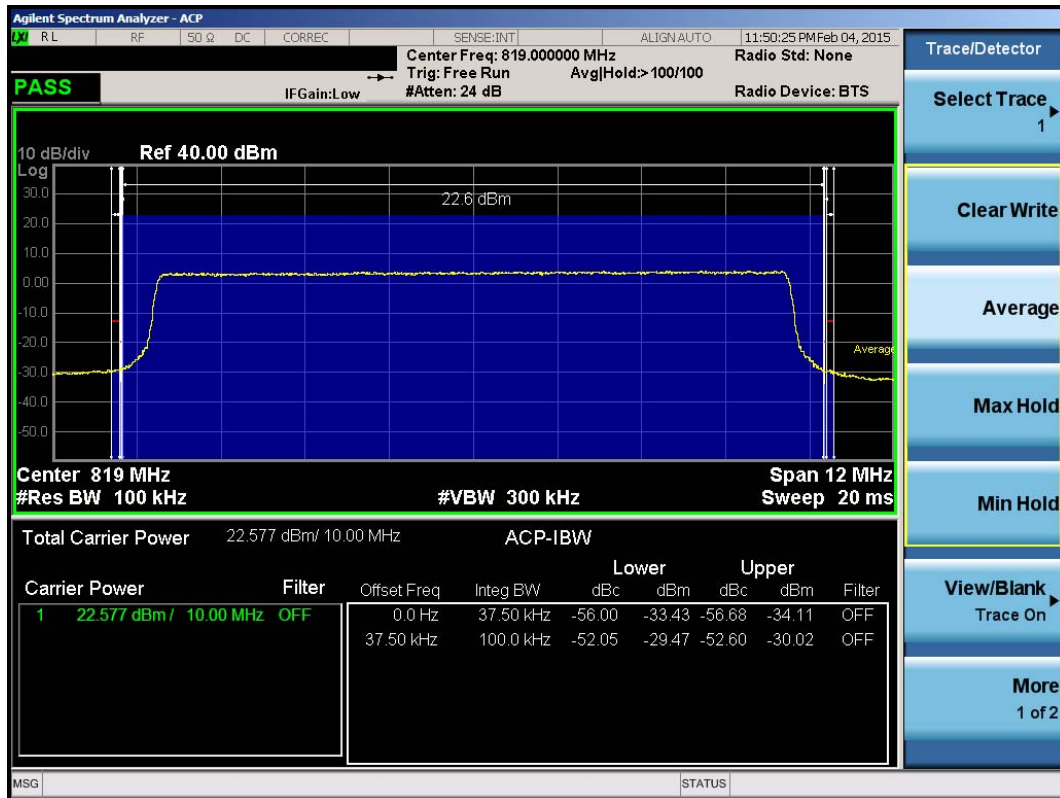 Agilent Spectrum Analyzer - ACP
LXI RL RF 50 Ω DC CORREC SENSE:INT ALIGN AUTO 11:50:25 PM Feb 04, 2015
Center Freq: 819.000000 MHz Radio Std: None
Trig: Free Run Avg|Hold:>100/100
PASS IFGain:Low #Atten: 24 dB Radio Device: BTS
Trace/Detector
Select Trace
1
Clear Write
Average
Max Hold
Min Hold
View/Blank
Trace On
More
1 of 2
10 dB/div Ref 40.00 dBm
Log
30.0
20.0
10.0
0.00
-10.0
-20.0
-30.0
-40.0
-50.0
22.6 dBm
Average
Center 819 MHz Span 12 MHz
#Res BW 100 kHz #VBW 300 kHz Sweep 20 ms
Total Carrier Power 22.577 dBm/ 10.00 MHz ACP-IBW
Lower Upper
Carrier Power Filter Offset Freq Integ BW dBc dBm dBc dBm Filter
1 22.577 dBm / 10.00 MHz OFF 0.0 Hz 37.50 kHz -56.00 -33.43 -56.68 -34.11 OFF
37.50 kHz 100.0 kHz -52.05 -29.47 -52.60 -30.02 OFF
MSG STATUS